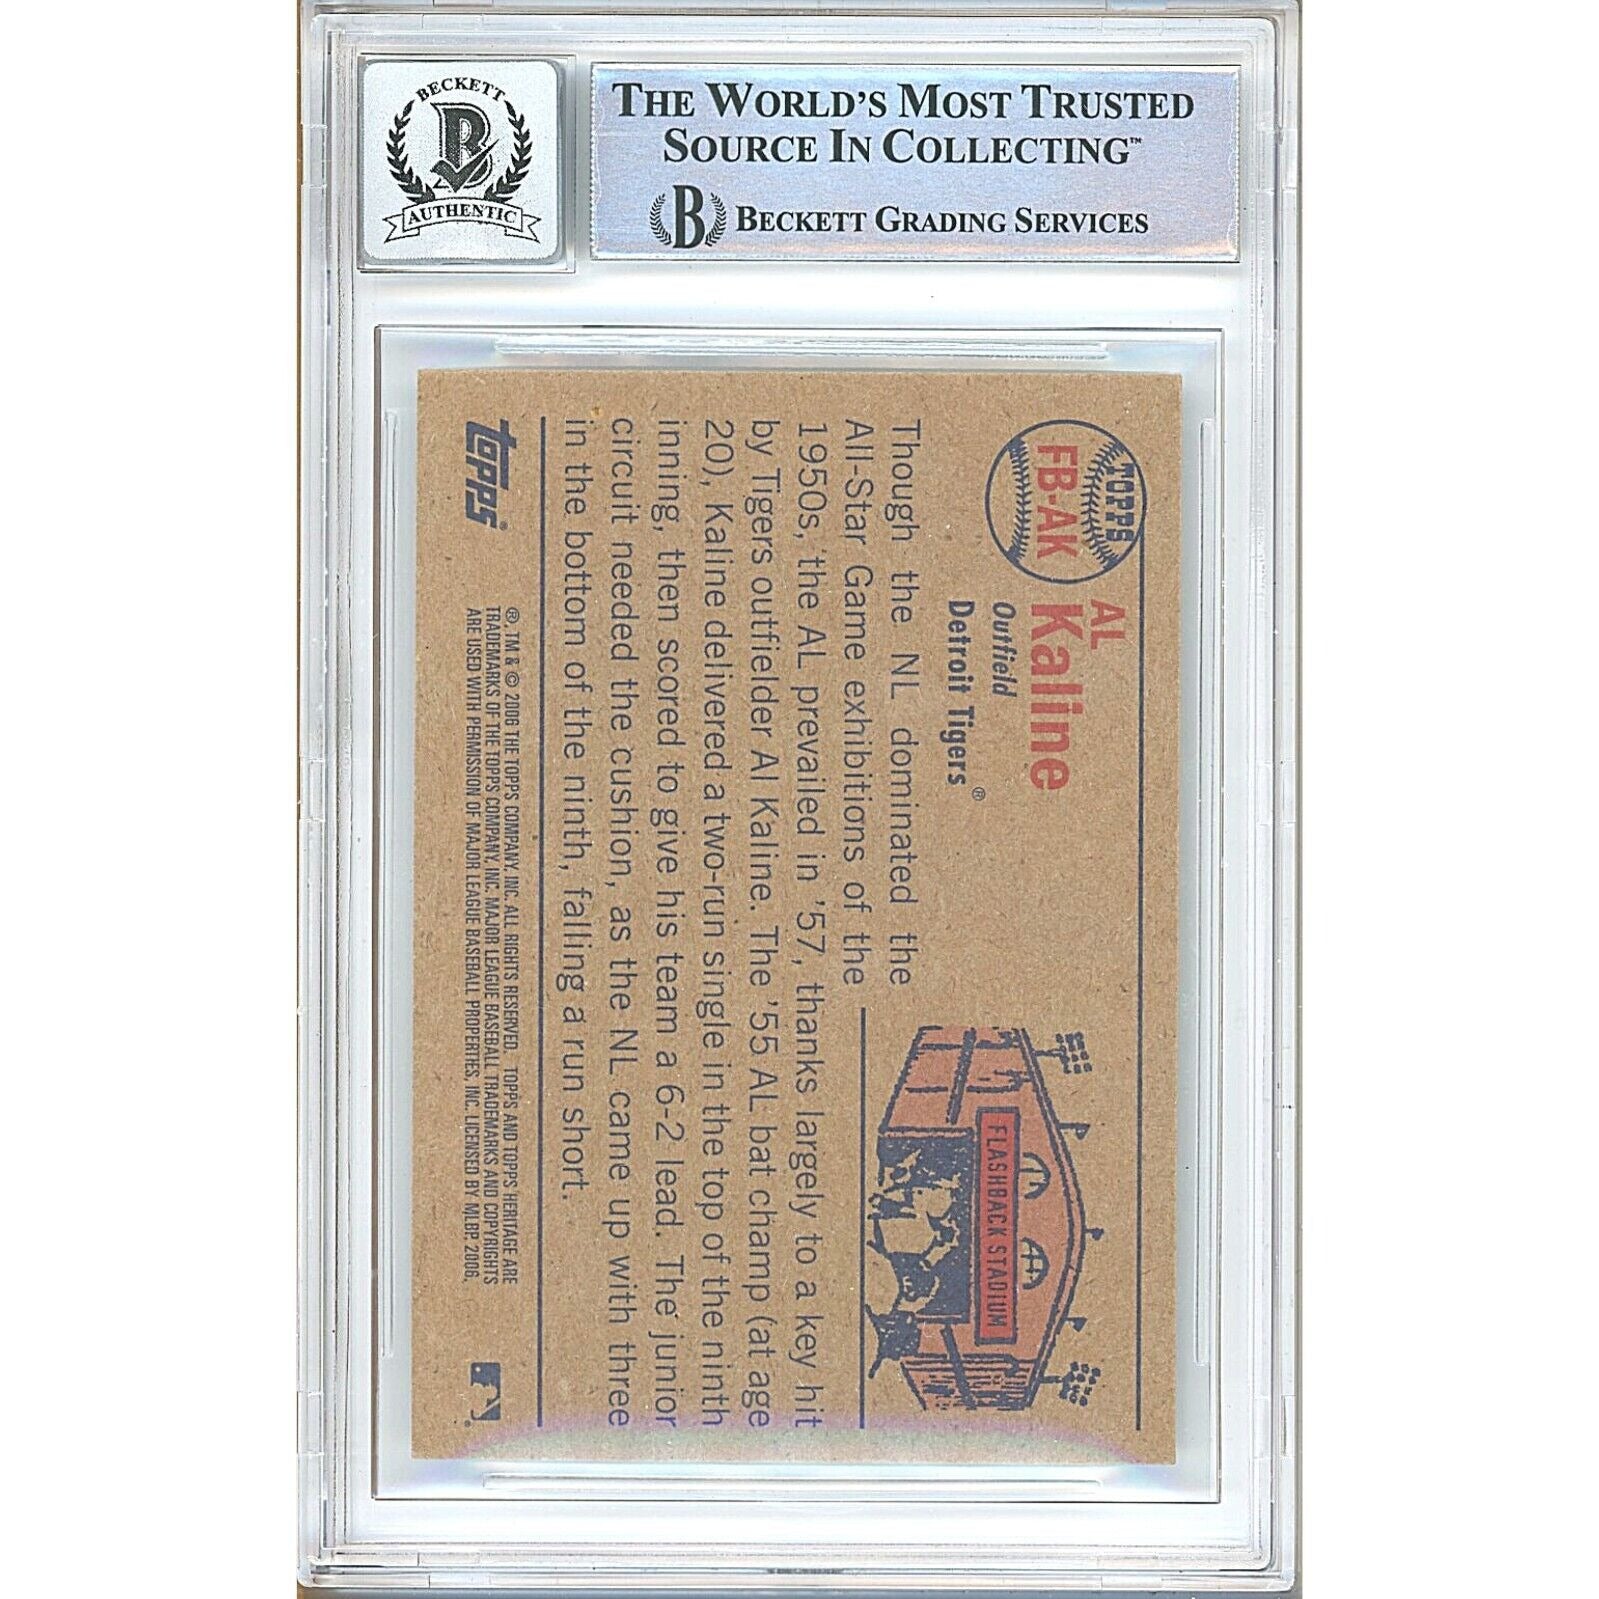 BECKETT
B
AUTHENTIC
THE WORLD'S MOST TRUSTED
SOURCE IN COLLECTING™
B BECKETT GRADING SERVICES
TOPPS
FB-AK
AL
Kaline
Outfield
Detroit Tigers®
FLASHBACK STADIUM
Though the NL dominated the
All-Star Game exhibitions of the
1950s, the AL prevailed in '57, thanks largely to a key hit
by Tigers outfielder Al Kaline. The '55 AL bat champ (at age
20), Kaline delivered a two-run single in the top of the ninth
inning, then scored to give his team a 6-2 lead. The junior
circuit needed the cushion, as the NL came up with three
in the bottom of the ninth, falling a run short.
topps®
®, TM & © 2006 THE TOPPS COMPANY, INC. ALL RIGHTS RESERVED. TOPPS AND TOPPS HERITAGE ARE
TRADEMARKS OF THE TOPPS COMPANY, INC. MAJOR LEAGUE BASEBALL TRADEMARKS AND COPYRIGHTS
ARE USED WITH PERMISSION OF MAJOR LEAGUE BASEBALL PROPERTIES, INC. LICENSED BY MLBP, 2006.